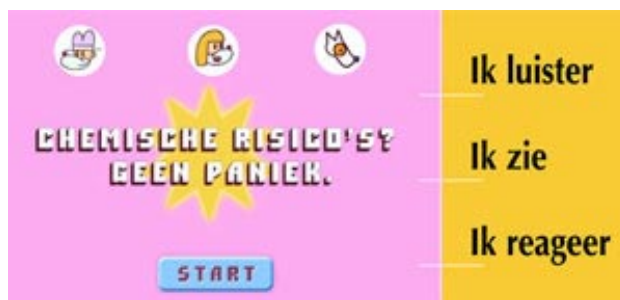 CHEMISCHE RISICO'S?
GEEN PANIEK.
START
Ik luister
Ik zie
Ik reageer